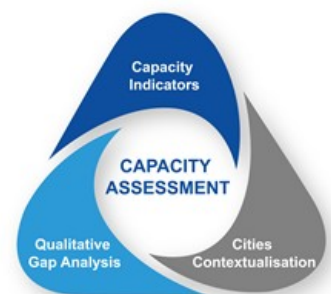 Capacity
Indicators
CAPACITY
ASSESSMENT
Qualitative
Gap Analysis
Cities
Contextualisation